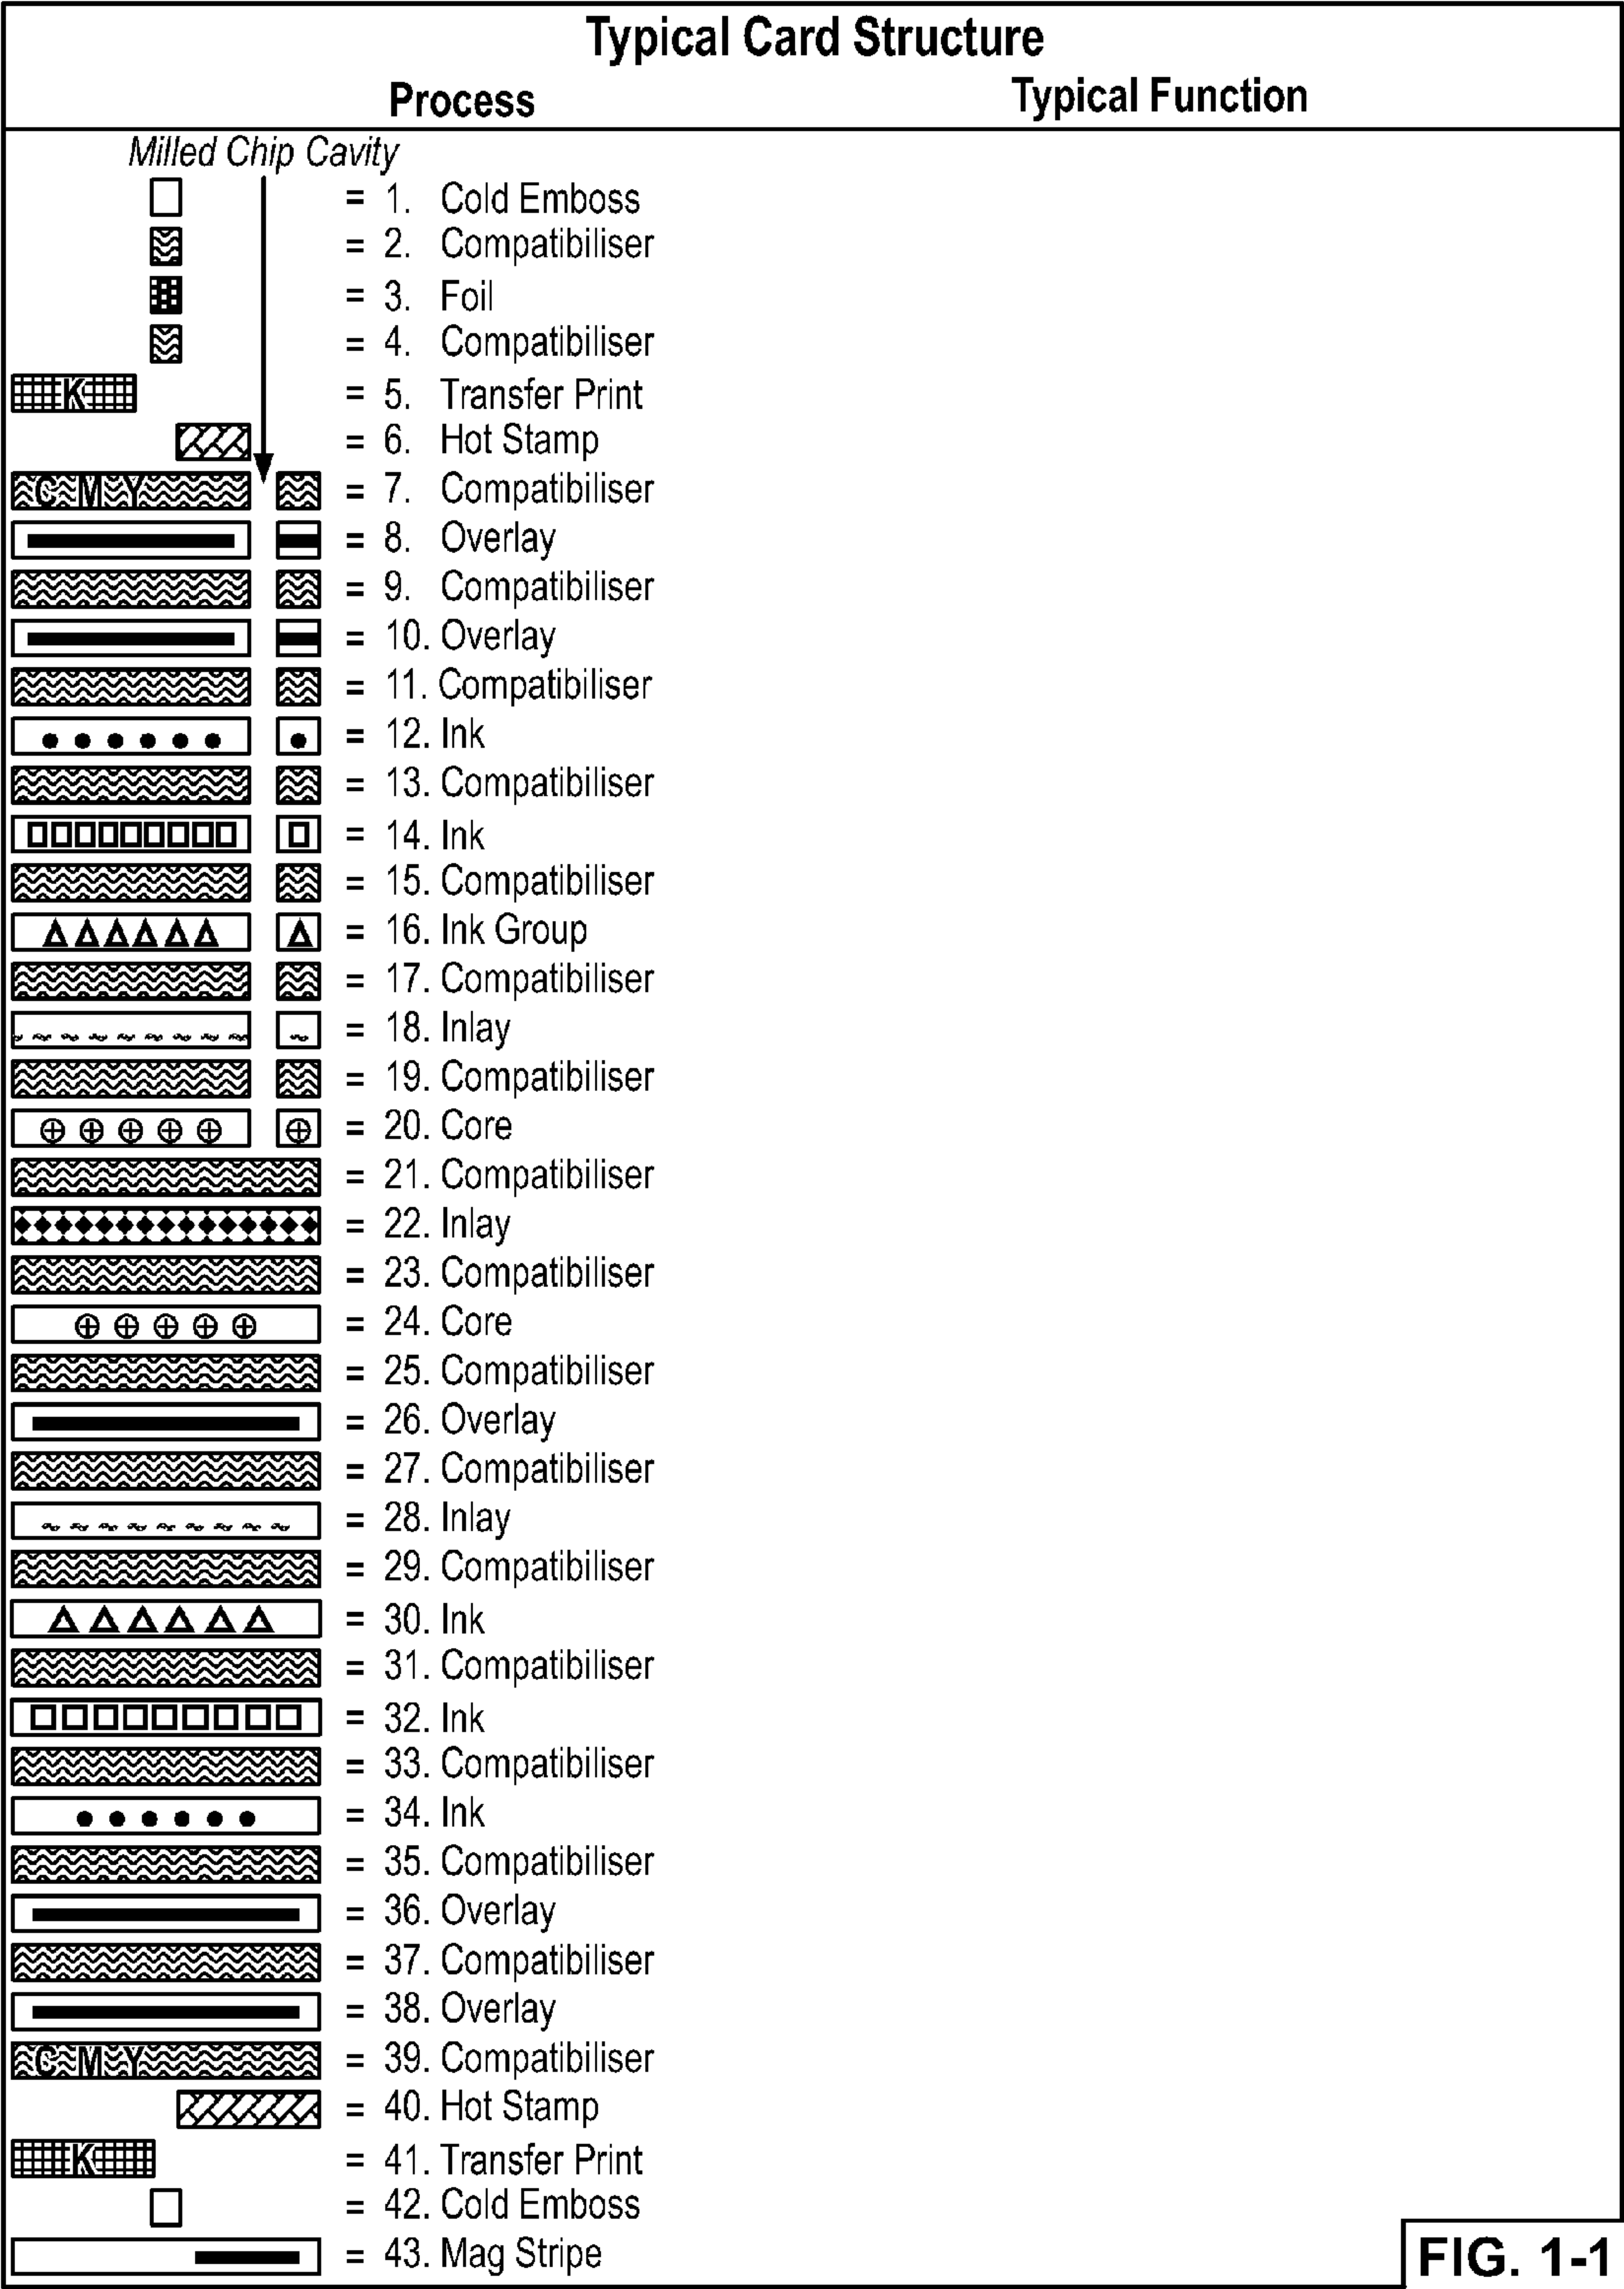 Typical Card Structure
Process Typical Function
Milled Chip Cavity
= 1. Cold Emboss
= 2. Compatibiliser
= 3. Foil
= 4. Compatibiliser
K = 5. Transfer Print
= 6. Hot Stamp
C M Y = 7. Compatibiliser
= 8. Overlay
= 9. Compatibiliser
= 10. Overlay
= 11. Compatibiliser
= 12. Ink
= 13. Compatibiliser
= 14. Ink
= 15. Compatibiliser
= 16. Ink Group
= 17. Compatibiliser
= 18. Inlay
= 19. Compatibiliser
= 20. Core
= 21. Compatibiliser
= 22. Inlay
= 23. Compatibiliser
= 24. Core
= 25. Compatibiliser
= 26. Overlay
= 27. Compatibiliser
= 28. Inlay
= 29. Compatibiliser
= 30. Ink
= 31. Compatibiliser
= 32. Ink
= 33. Compatibiliser
= 34. Ink
= 35. Compatibiliser
= 36. Overlay
= 37. Compatibiliser
= 38. Overlay
C M Y = 39. Compatibiliser
= 40. Hot Stamp
K = 41. Transfer Print
= 42. Cold Emboss
= 43. Mag Stripe
FIG. 1-1